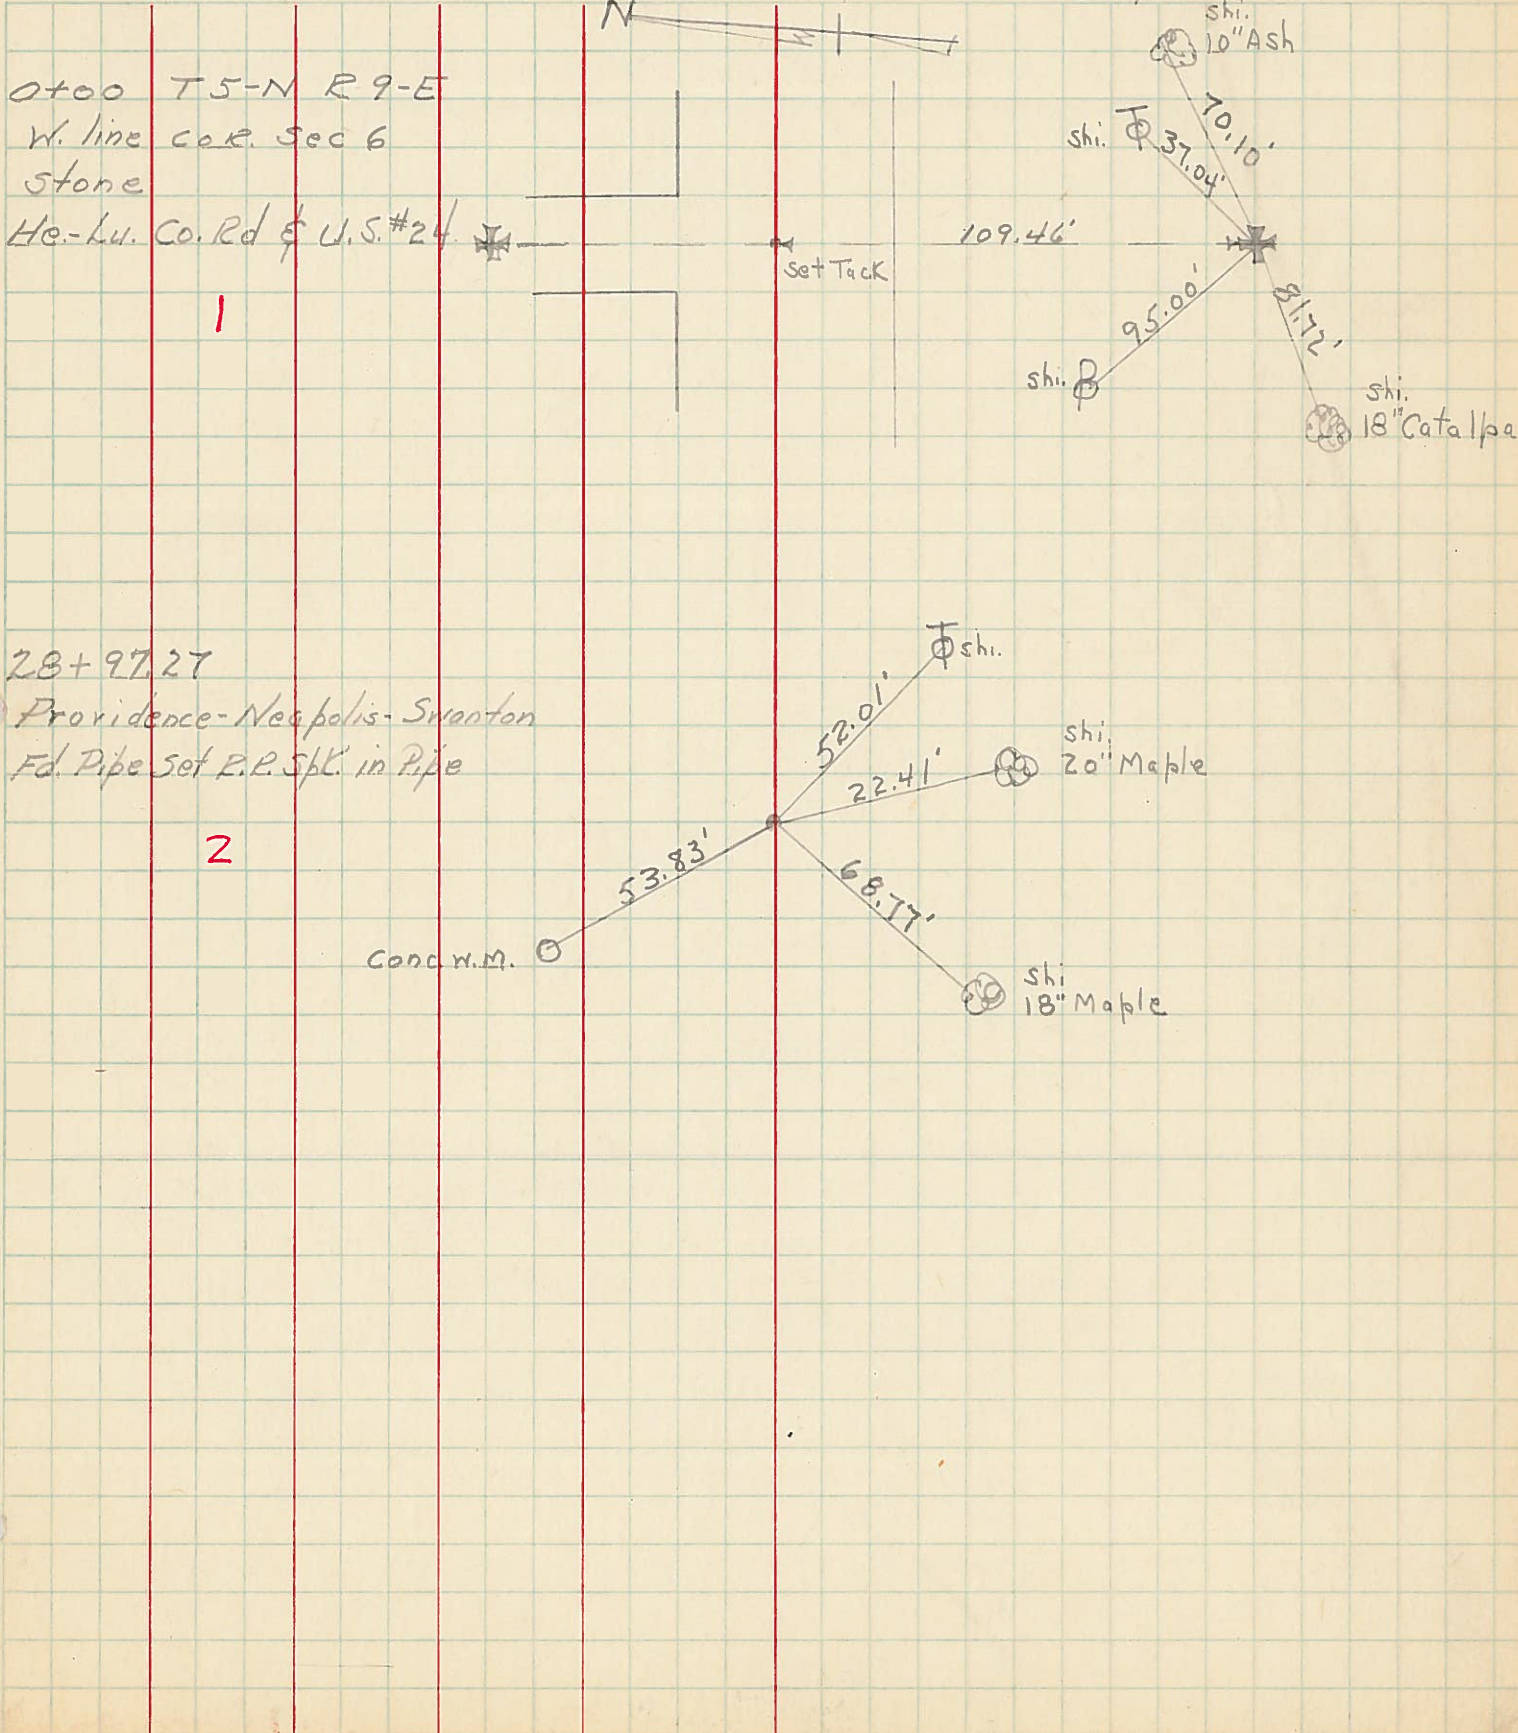 N
shi.
10" Ash
0+00 T5-N R9-E
W. line cor. Sec 6
stone
He.-Lu. Co. Rd & U.S. #24
1
set Tack
109.46'
70.10'
shi.
37.04'
95.00'
shi.
81.72'
shi.
18" Catalpa
28+97.27
Providence-Neapolis-Swanton
Fd. Pipe Set R.R. Spk. in Pipe
2
shi.
52.01'
22.41'
shi.
20" Maple
53.83'
68.77'
Conc. W.M.
shi
18" Maple